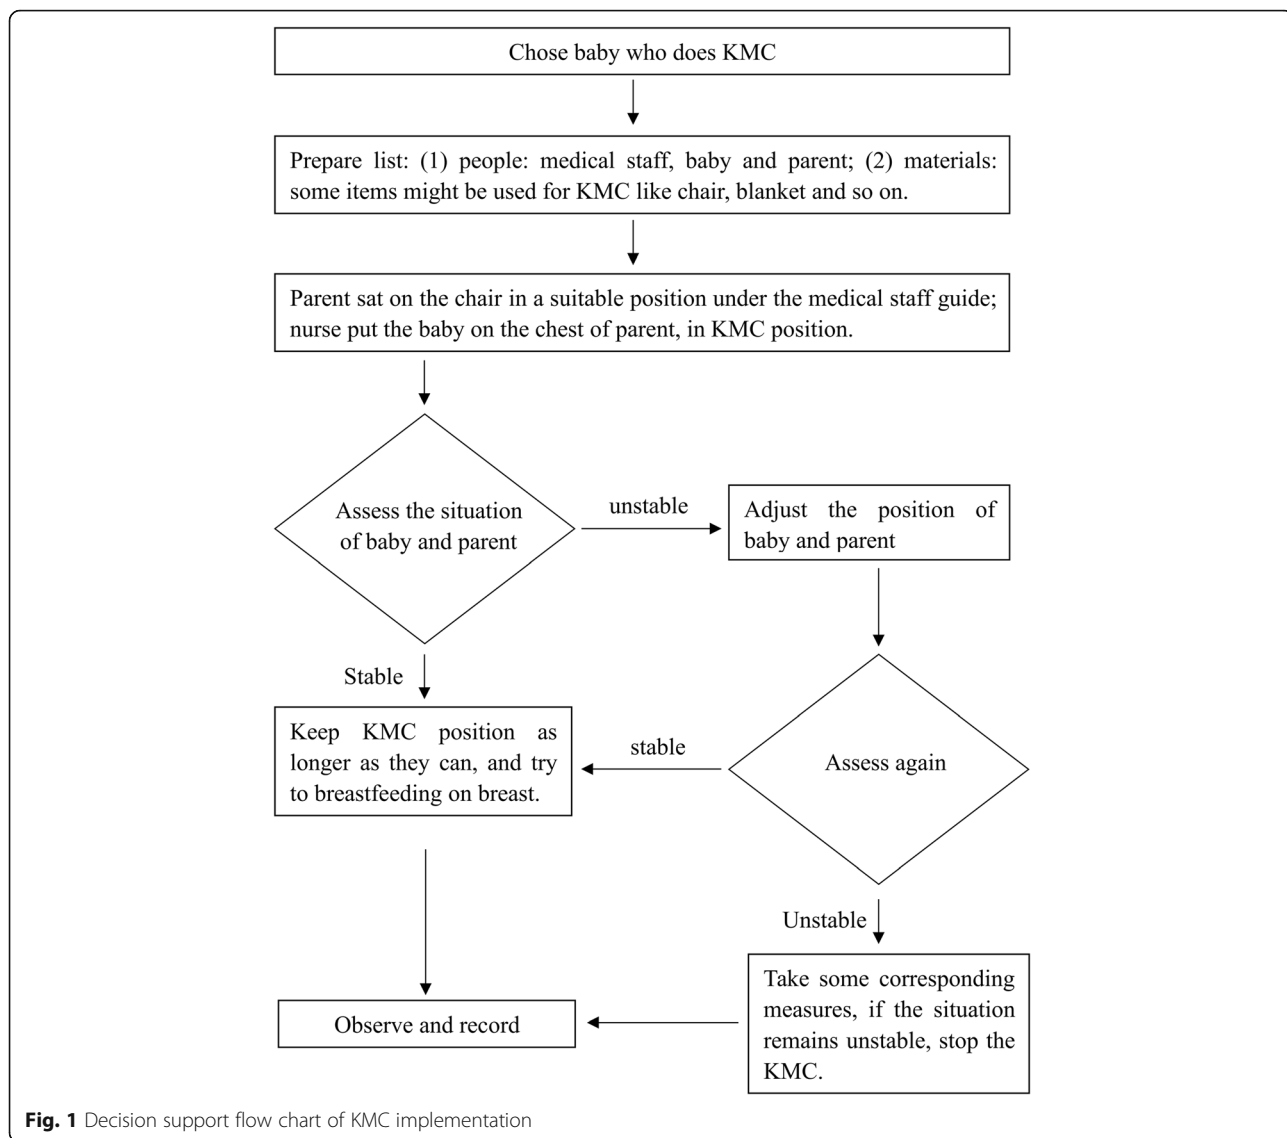 Chose baby who does KMC
Prepare list: (1) people: medical staff, baby and parent; (2) materials:
some items might be used for KMC like chair, blanket and so on.
Parent sat on the chair in a suitable position under the medical staff guide;
nurse put the baby on the chest of parent, in KMC position.
Assess the situation
of baby and parent
unstable
Adjust the position of
baby and parent
Stable
Keep KMC position as
longer as they can, and try
to breastfeeding on breast.
stable
Assess again
Unstable
Take some corresponding
measures, if the situation
remains unstable, stop the
KMC.
Observe and record
Fig. 1 Decision support flow chart of KMC implementation